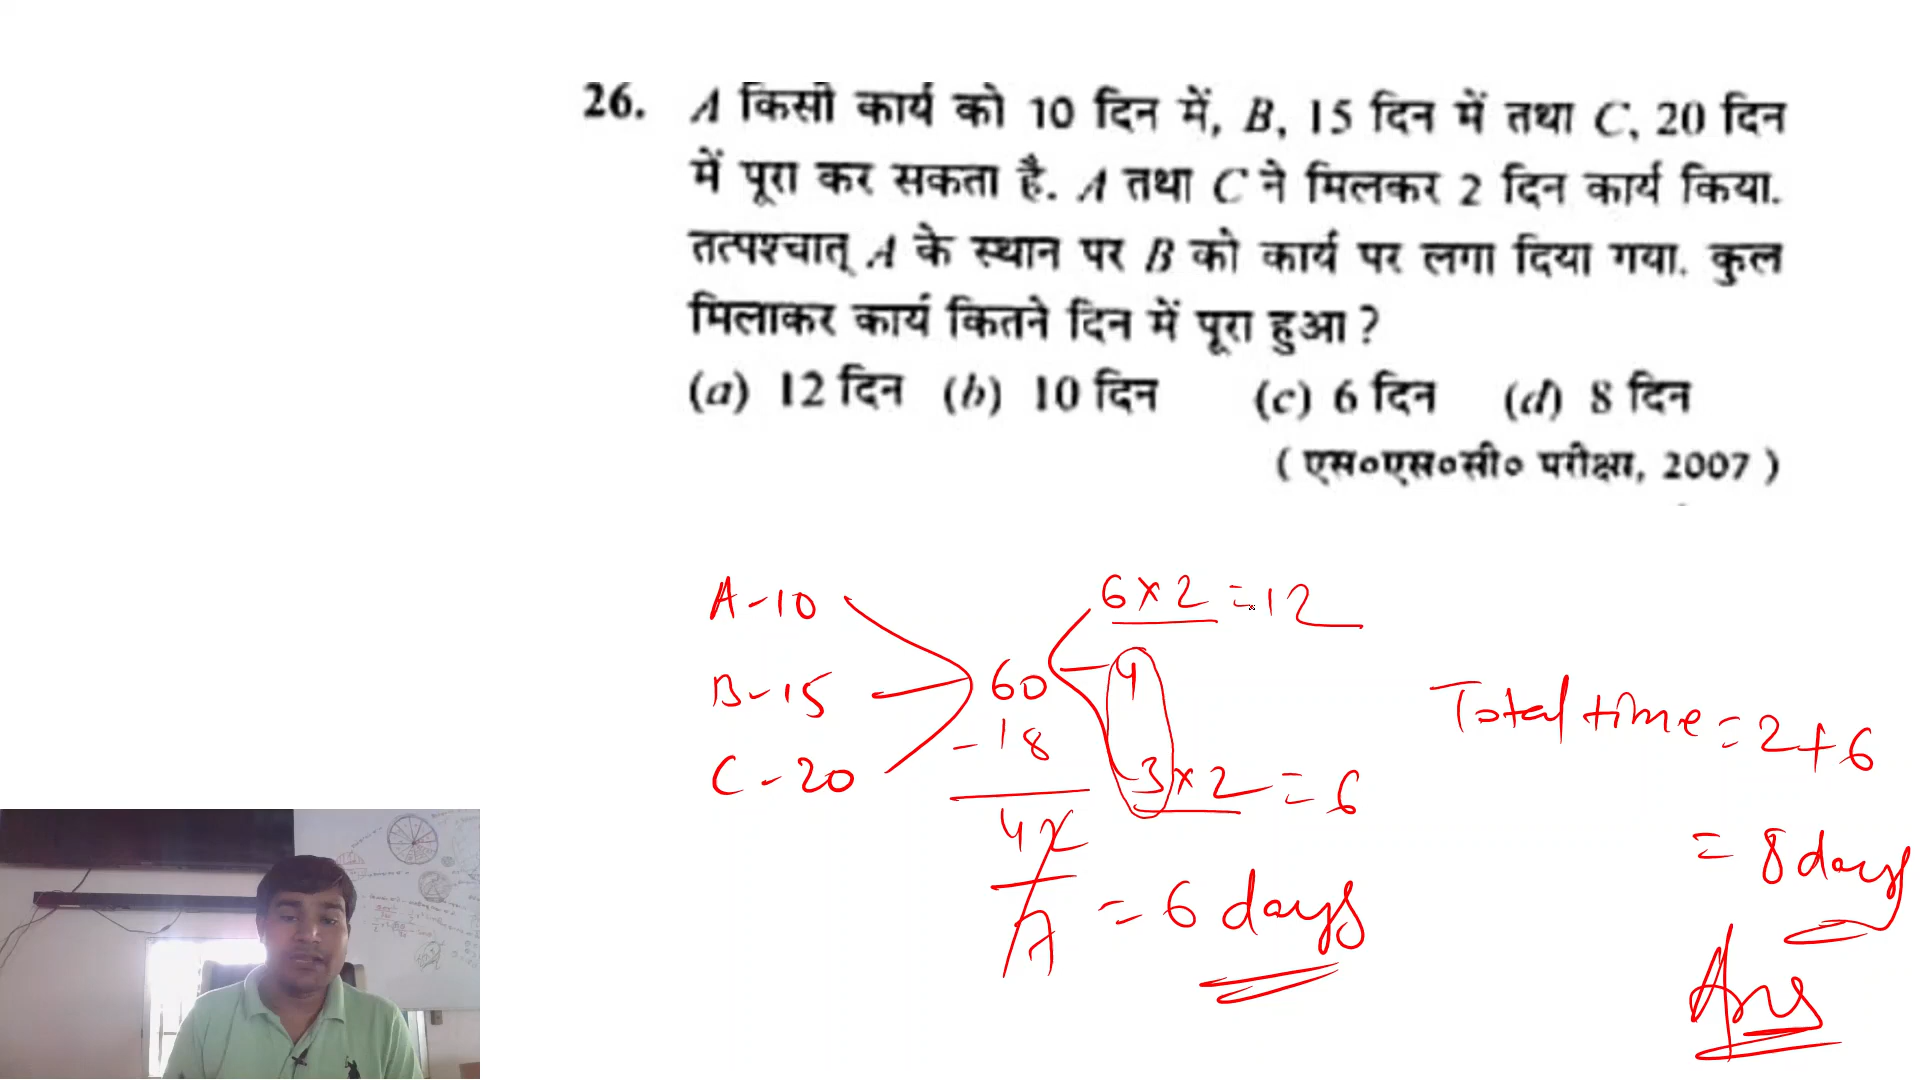 26. A किसी कार्य को 10 दिन में, B, 15 दिन में तथा C, 20 दिन
में पूरा कर सकता है. A तथा C ने मिलकर 2 दिन कार्य किया.
तत्पश्चात् A के स्थान पर B को कार्य पर लगा दिया गया. कुल
मिलाकर कार्य कितने दिन में पूरा हुआ ?
(a) 12 दिन (b) 10 दिन (c) 6 दिन (d) 8 दिन
( एस०एस०सी० परीक्षा, 2007 )
A - 10
B - 15
C - 20
60
- 18
42
7
= 6 days
6 × 2 = 12
4
3 × 2 = 6
Total time = 2 + 6
= 8 days
Ans